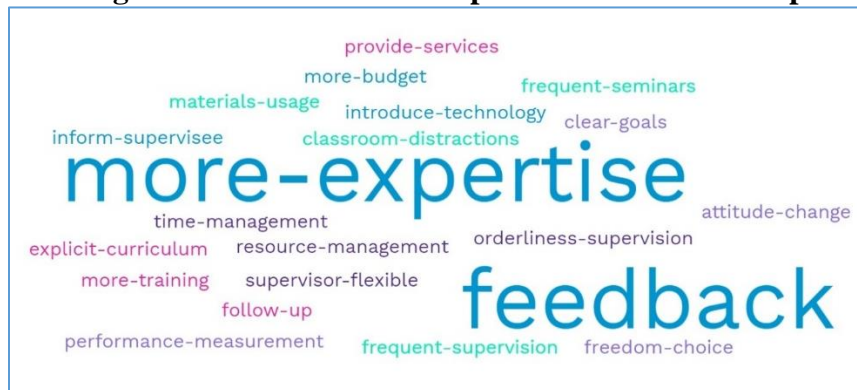 provide-services
more-budget
frequent-seminars
materials-usage
introduce-technology
clear-goals
inform-supervisee
classroom-distractions
more-expertise
attitude-change
time-management
orderliness-supervision
explicit-curriculum
resource-management
more-training
supervisor-flexible
feedback
follow-up
performance-measurement
frequent-supervision
freedom-choice